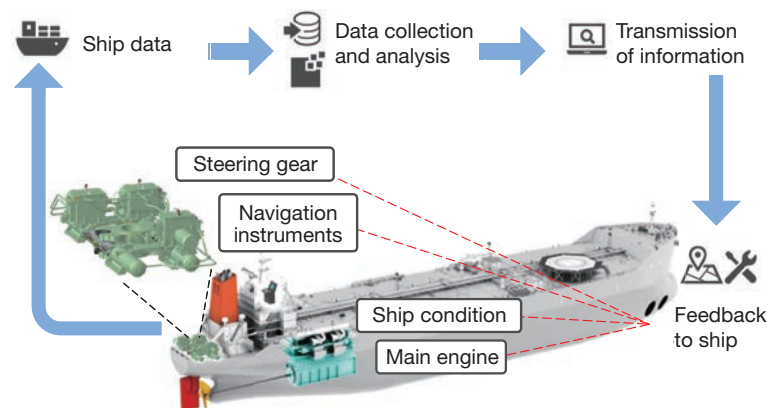 Ship data
Data collection
and analysis
Transmission
of information
Steering gear
Navigation
instruments
Ship condition
Main engine
Feedback
to ship